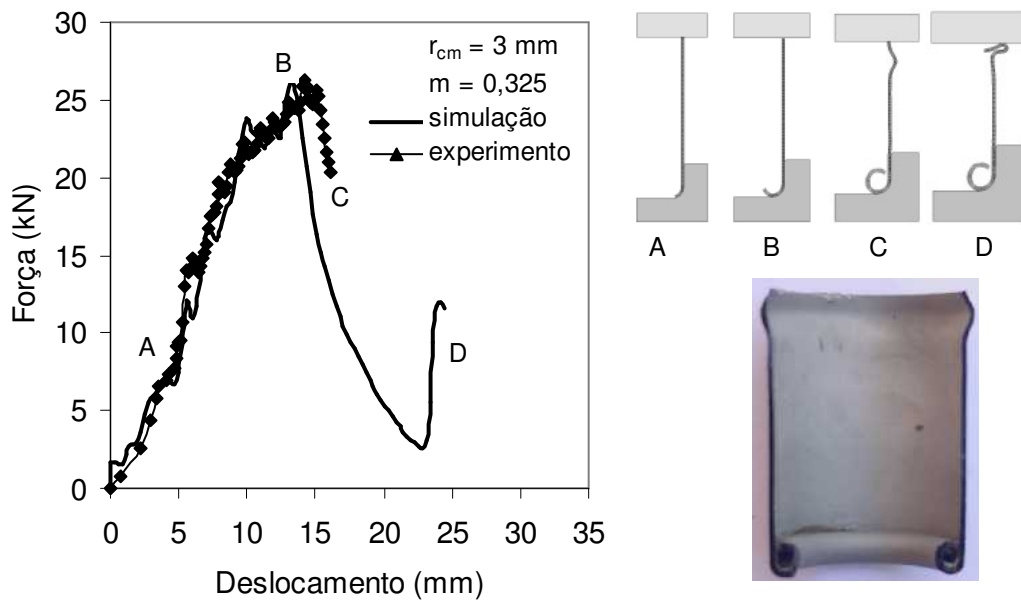 30
25
20
15
10
5
0
Força (kN)
0 5 10 15 20 25 30 35
Deslocamento (mm)
r_cm = 3 mm
m = 0,325
simulação
experimento
A
B
C
D
A B C D